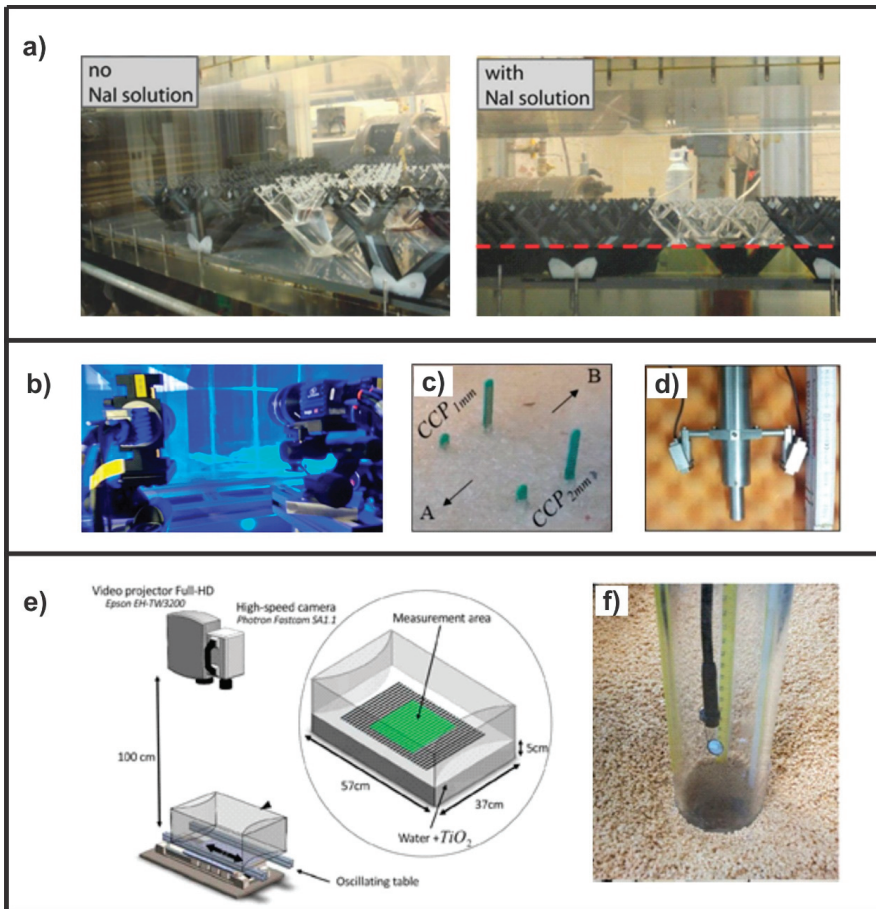 a)
no
NaI solution
with
NaI solution
b)
c)
CCP 1mm
B
A
CCP 2mm
d)
e)
Video projector Full-HD
Epson EH-TW3200
High-speed camera
Photron Fastcam SA1.1
Measurement area
100 cm
5cm
57cm
37cm
Water +TiO2
Oscillating table
f)